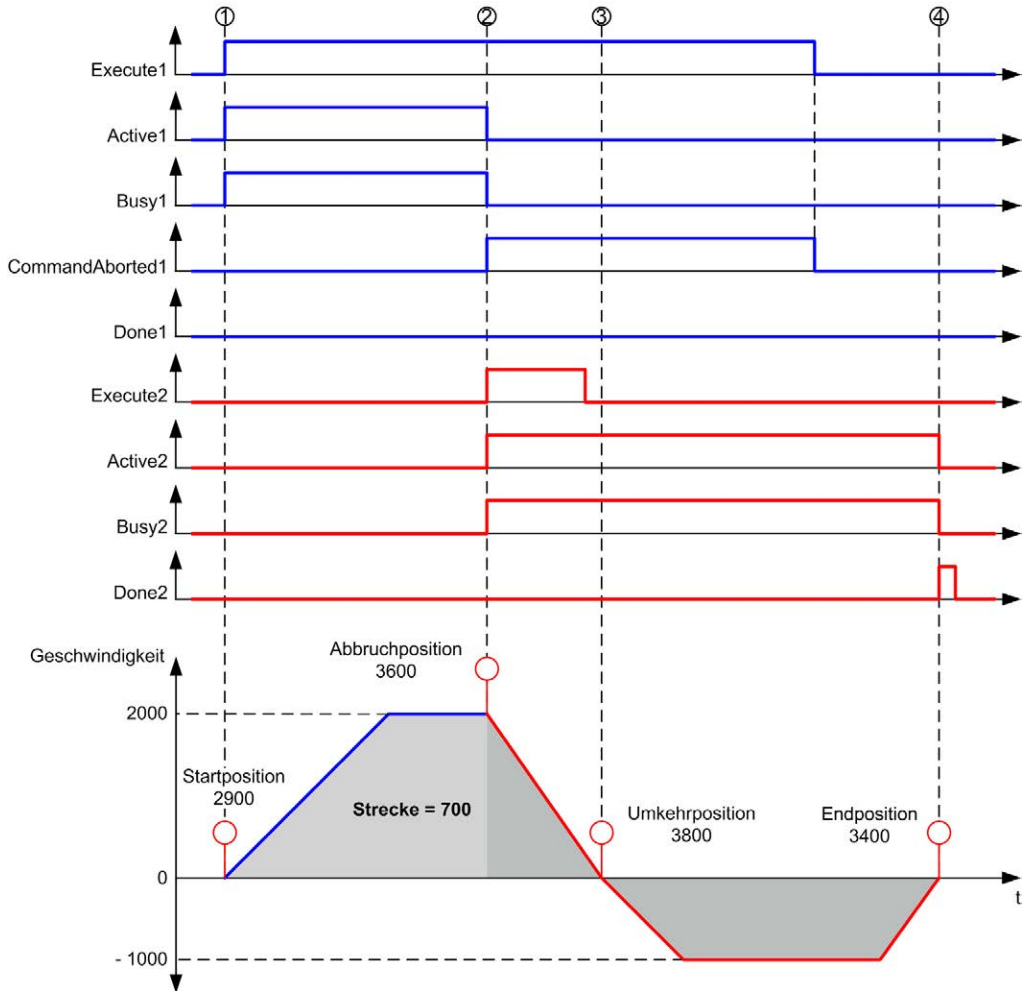 1 2 3 4
Execute1
Active1
Busy1
CommandAborted1
Done1
Execute2
Active2
Busy2
Done2
Geschwindigkeit
Abbruchposition
3600
2000
Startposition
2900
Strecke = 700
Umkehrposition
3800
Endposition
3400
0
t
- 1000